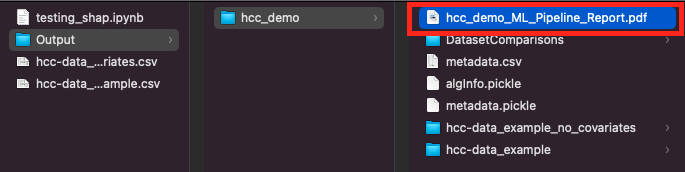 testing_shap.ipynb
Output
hcc-data_...riates.csv
hcc-data_...ample.csv
hcc_demo
hcc_demo_ML_Pipeline_Report.pdf
DatasetComparisons
metadata.csv
algInfo.pickle
metadata.pickle
hcc-data_example_no_covariates
hcc-data_example